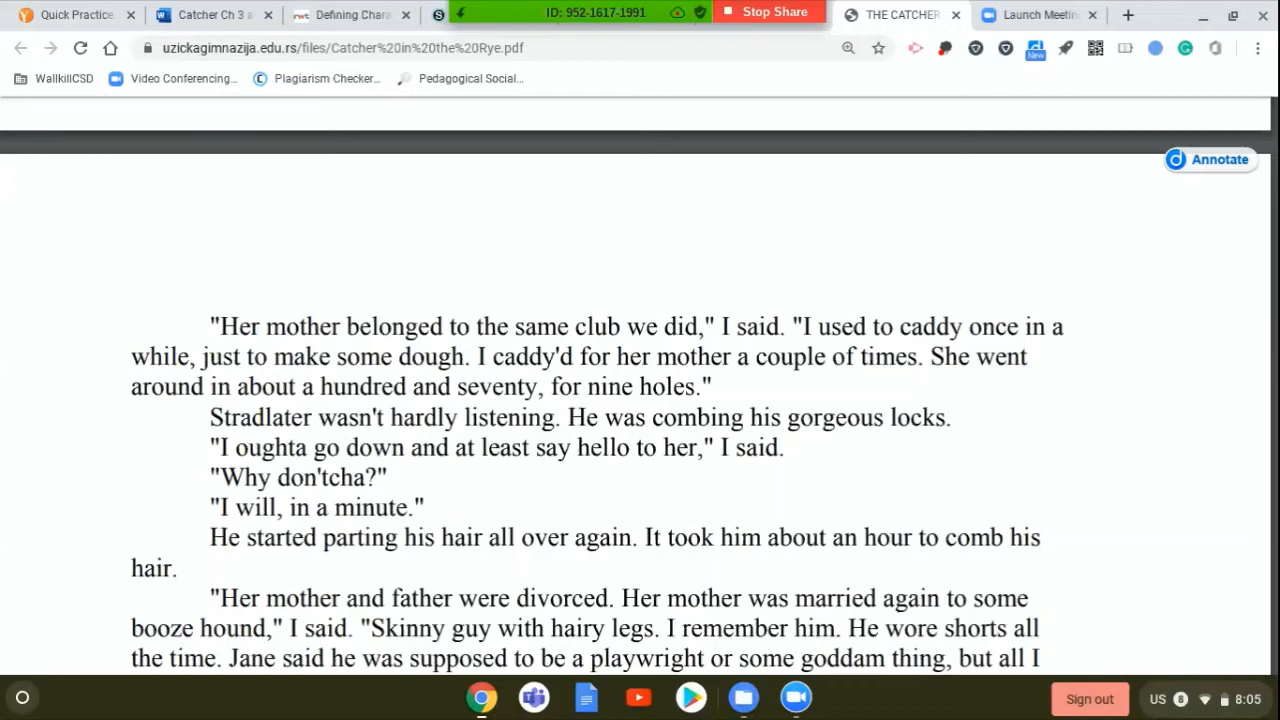 Quick Practice
Catcher Ch 3 a
Defining Chara
ID: 952-1617-1991
Stop Share
THE CATCHER
Launch Meetin
uzickagimnazija.edu.rs/files/Catcher%20in%20the%20Rye.pdf
New
WallkillCSD
Video Conferencing...
Plagiarism Checker...
Pedagogical Social...
Annotate
"Her mother belonged to the same club we did," I said. "I used to caddy once in a
while, just to make some dough. I caddy'd for her mother a couple of times. She went
around in about a hundred and seventy, for nine holes."
Stradlater wasn't hardly listening. He was combing his gorgeous locks.
"I oughta go down and at least say hello to her," I said.
"Why don'tcha?"
"I will, in a minute."
He started parting his hair all over again. It took him about an hour to comb his
hair.
"Her mother and father were divorced. Her mother was married again to some
booze hound," I said. "Skinny guy with hairy legs. I remember him. He wore shorts all
the time. Jane said he was supposed to be a playwright or some goddam thing, but all I
Sign out
US 8 8:05